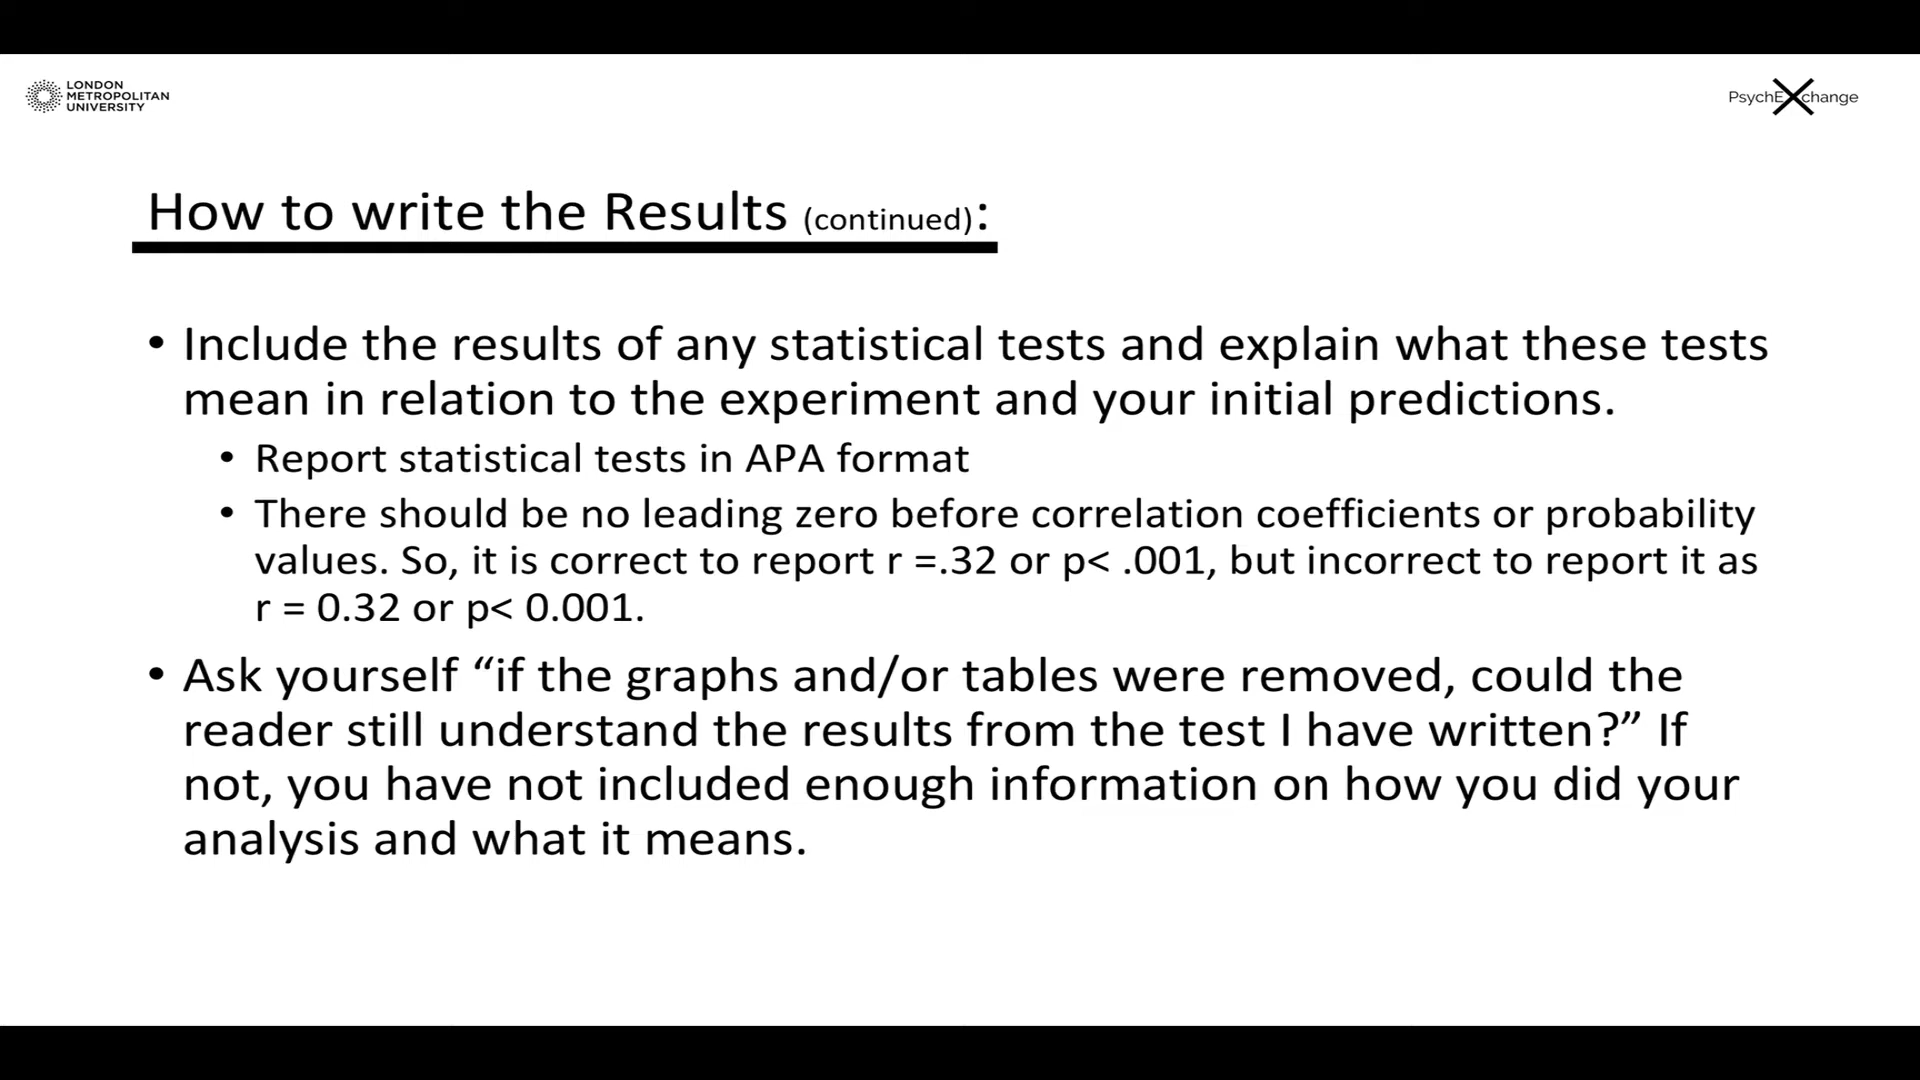 LONDON
METROPOLITAN
UNIVERSITY
PsychEXchange
How to write the Results (continued):
• Include the results of any statistical tests and explain what these tests
mean in relation to the experiment and your initial predictions.
• Report statistical tests in APA format
• There should be no leading zero before correlation coefficients or probability
values. So, it is correct to report r =.32 or p< .001, but incorrect to report it as
r = 0.32 or p< 0.001.
• Ask yourself “if the graphs and/or tables were removed, could the
reader still understand the results from the test I have written?” If
not, you have not included enough information on how you did your
analysis and what it means.